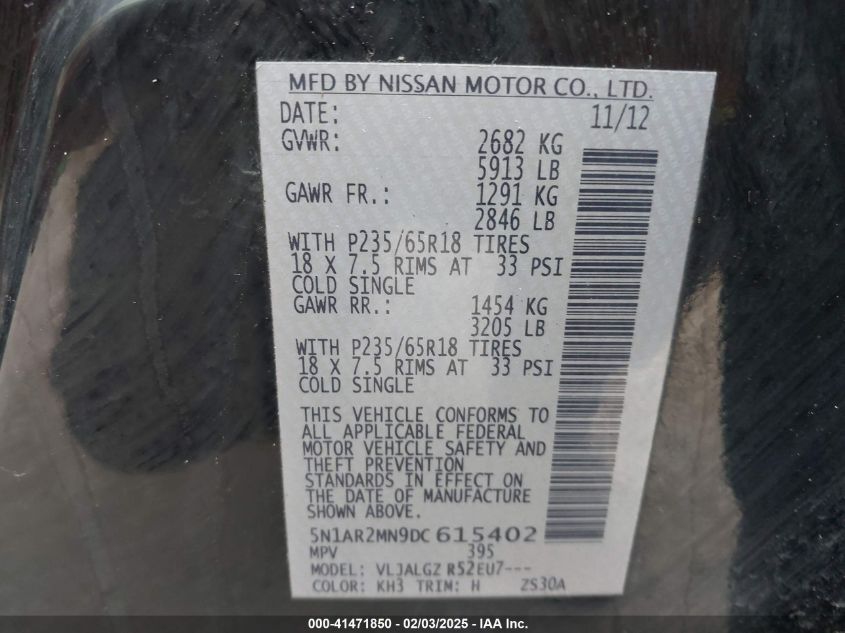 MFD BY NISSAN MOTOR CO., LTD.
DATE: 11/12
GVWR: 2682 KG
5913 LB
GAWR FR.: 1291 KG
2846 LB
WITH P235/65R18 TIRES
18 X 7.5 RIMS AT 33 PSI
COLD SINGLE
GAWR RR.: 1454 KG
3205 LB
WITH P235/65R18 TIRES
18 X 7.5 RIMS AT 33 PSI
COLD SINGLE
THIS VEHICLE CONFORMS TO
ALL APPLICABLE FEDERAL
MOTOR VEHICLE SAFETY AND
THEFT PREVENTION
STANDARDS IN EFFECT ON
THE DATE OF MANUFACTURE
SHOWN ABOVE.
5N1AR2MN9DC 615402
MPV 395
MODEL: VLJALGZ R52EU7---
COLOR: KH3 TRIM: H ZS30A
000-41471850 - 02/03/2025 - IAA Inc.